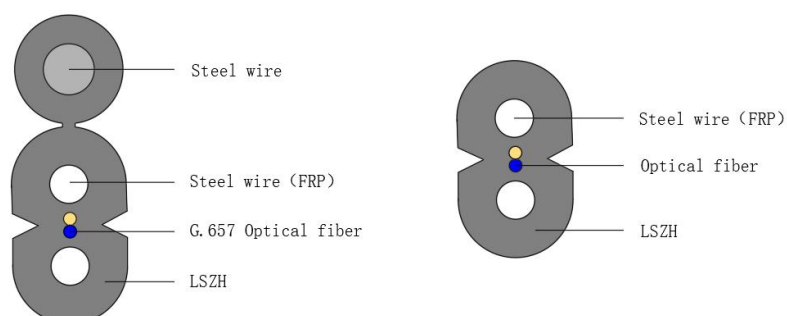 Steel wire
Steel wire（FRP）
G.657 Optical fiber
LSZH
Steel wire（FRP）
Optical fiber
LSZH